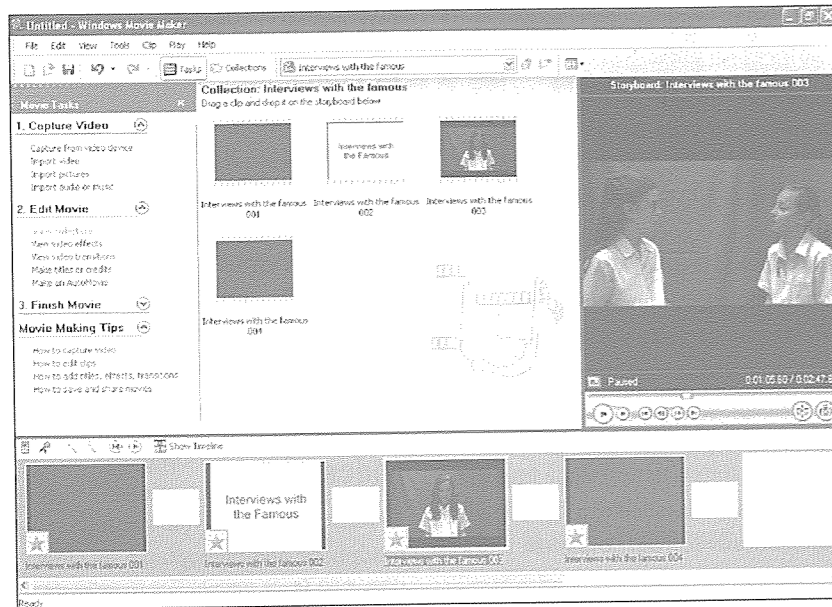 Untitled - Windows Movie Maker
File Edit View Tools Clip Play Help
Tasks Collections Interviews with the famous
Movie Tasks
1. Capture Video
Capture from video device
Import video
Import pictures
Import audio or music
2. Edit Movie
View video effects
View video transitions
Make titles or credits
Make an AutoMovie
3. Finish Movie
Movie Making Tips
How to capture video
How to edit clips
How to add titles, effects, transitions
How to save and share movies
Collection: Interviews with the famous
Drag a clip and drop it on the storyboard below
Interviews with the Famous
Interviews with the famous 001
Interviews with the famous 002
Interviews with the famous 003
Interviews with the famous 004
Storyboard: Interviews with the famous 003
Paused
Show Timeline
Interviews with
the Famous
Interviews with the famous 001
Interviews with the famous 002
Interviews with the famous 003
Interviews with the famous 004
Ready